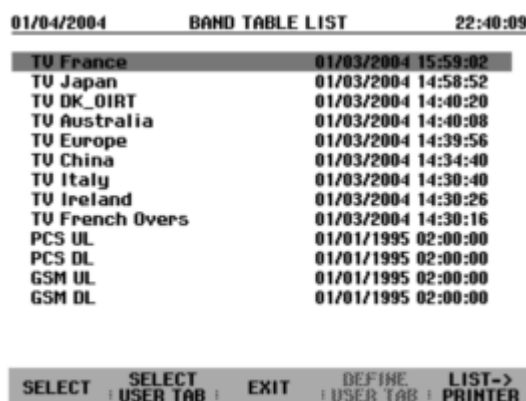 01/04/2004 BAND TABLE LIST 22:40:09
TV France 01/03/2004 15:59:02
TV Japan 01/03/2004 14:58:52
TV DK_OIRT 01/03/2004 14:40:20
TV Australia 01/03/2004 14:40:08
TV Europe 01/03/2004 14:39:56
TV China 01/03/2004 14:34:40
TV Italy 01/03/2004 14:30:40
TV Ireland 01/03/2004 14:30:26
TV French Overs 01/03/2004 14:30:16
PCS UL 01/01/1995 02:00:00
PCS DL 01/01/1995 02:00:00
GSM UL 01/01/1995 02:00:00
GSM DL 01/01/1995 02:00:00
SELECT SELECT USER TAB EXIT DEFINE USER TAB LIST-> PRINTER